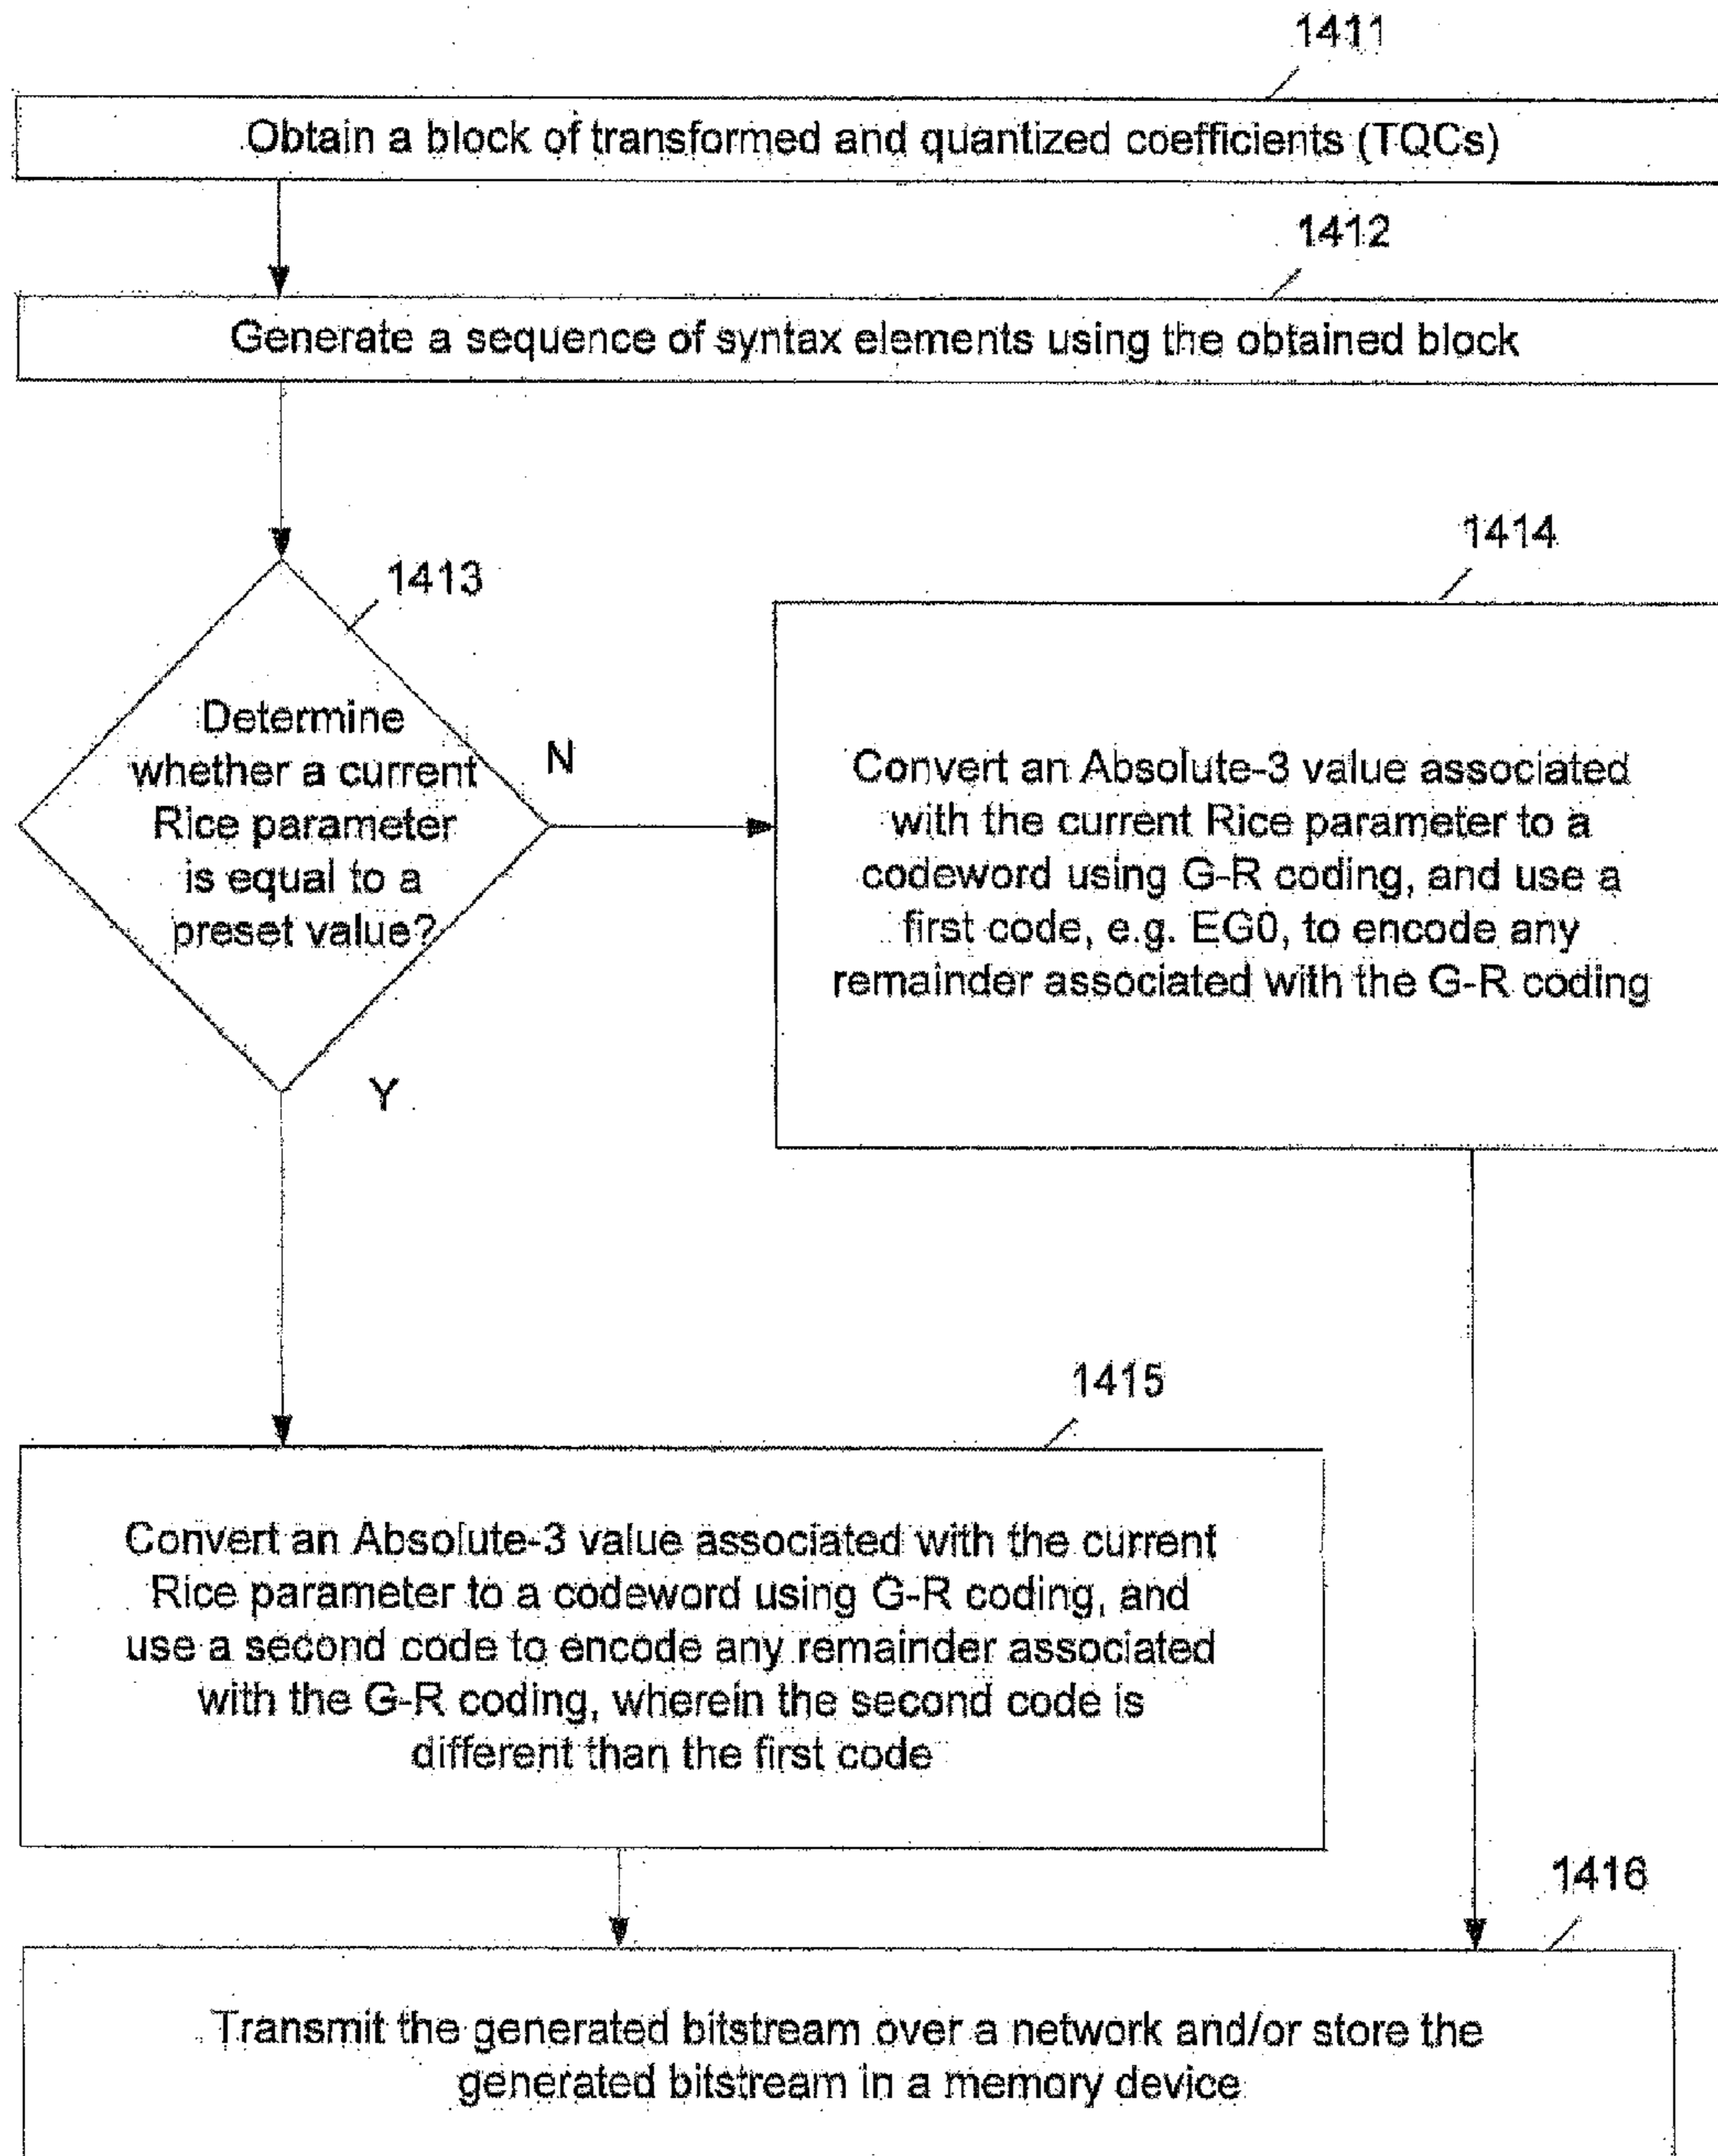 1411
Obtain a block of transformed and quantized coefficients (TQCs)
1412
Generate a sequence of syntax elements using the obtained block
1413
Determine
whether a current
Rice parameter
is equal to a
preset value?
N
Y
1414
Convert an Absolute-3 value associated
with the current Rice parameter to a
codeword using G-R coding, and use a
first code, e.g. EG0, to encode any
remainder associated with the G-R coding
1415
Convert an Absolute-3 value associated with the current
Rice parameter to a codeword using G-R coding, and
use a second code to encode any remainder associated
with the G-R coding, wherein the second code is
different than the first code
1416
Transmit the generated bitstream over a network and/or store the
generated bitstream in a memory device